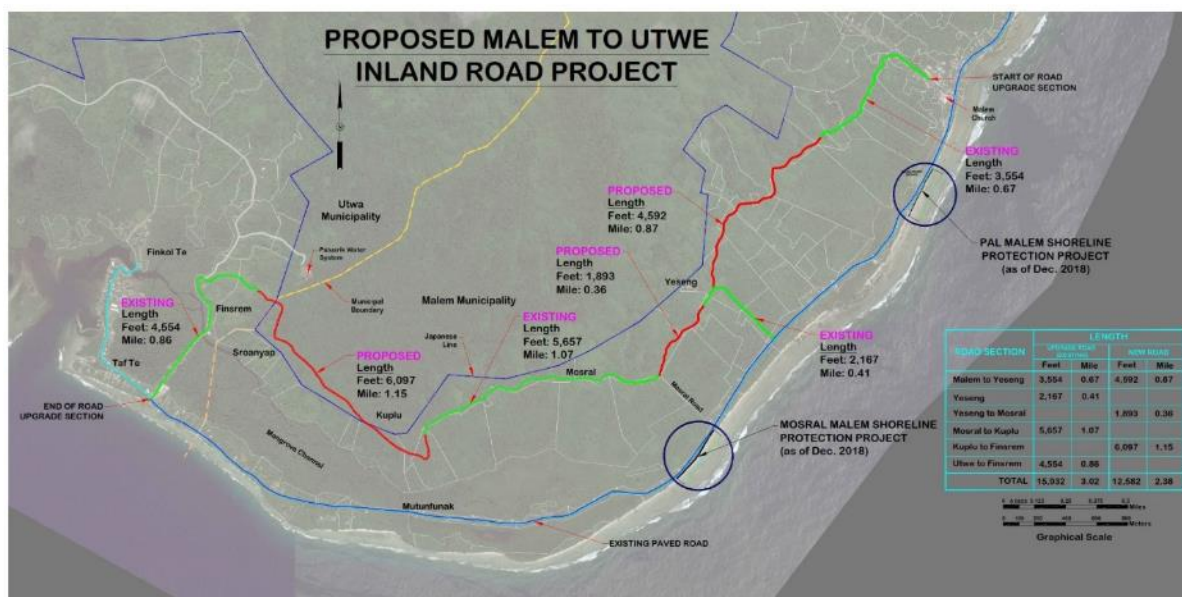 PROPOSED MALEM TO UTWE
INLAND ROAD PROJECT
START OF ROAD
UPGRADE SECTION
Malem
Church
EXISTING
Length
Feet: 3,554
Mile: 0.67
PROPOSED
Length
Feet: 4,592
Mile: 0.87
PAL MALEM SHORELINE
PROTECTION PROJECT
(as of Dec. 2018)
Utwa
Municipality
Finkol Te
Water
System
PROPOSED
Length
Feet: 1,893
Mile: 0.36
Yeseng
Municipal
Boundary
Malem Municipality
EXISTING
Length
Feet: 4,554
Mile: 0.86
Finsrem
EXISTING
Length
Feet: 5,657
Mile: 1.07
Japanese
Line
Sroanyap
EXISTING
Length
Feet: 2,167
Mile: 0.41
Taf Te
PROPOSED
Length
Feet: 6,097
Mile: 1.15
Mosral
Mosral Road
END OF ROAD
UPGRADE SECTION
Kuplu
MOSRAL MALEM SHORELINE
PROTECTION PROJECT
(as of Dec. 2018)
Mangrove Channel
Mutunfunak
EXISTING PAVED ROAD
ROAD SECTION LENGTH
UPGRADE ROAD NEW ROAD
Feet Mile Feet Mile
Malem to Yeseng 3,554 0.67 4,592 0.87
Yeseng 2,167 0.41
Yeseng to Mosral 1,893 0.36
Mosral to Kuplu 5,657 1.07
Kuplu to Finsrem 6,097 1.15
Utwe to Finsrem 4,554 0.86
TOTAL 15,932 3.02 12,582 2.38
Miles
Meters
Graphical Scale